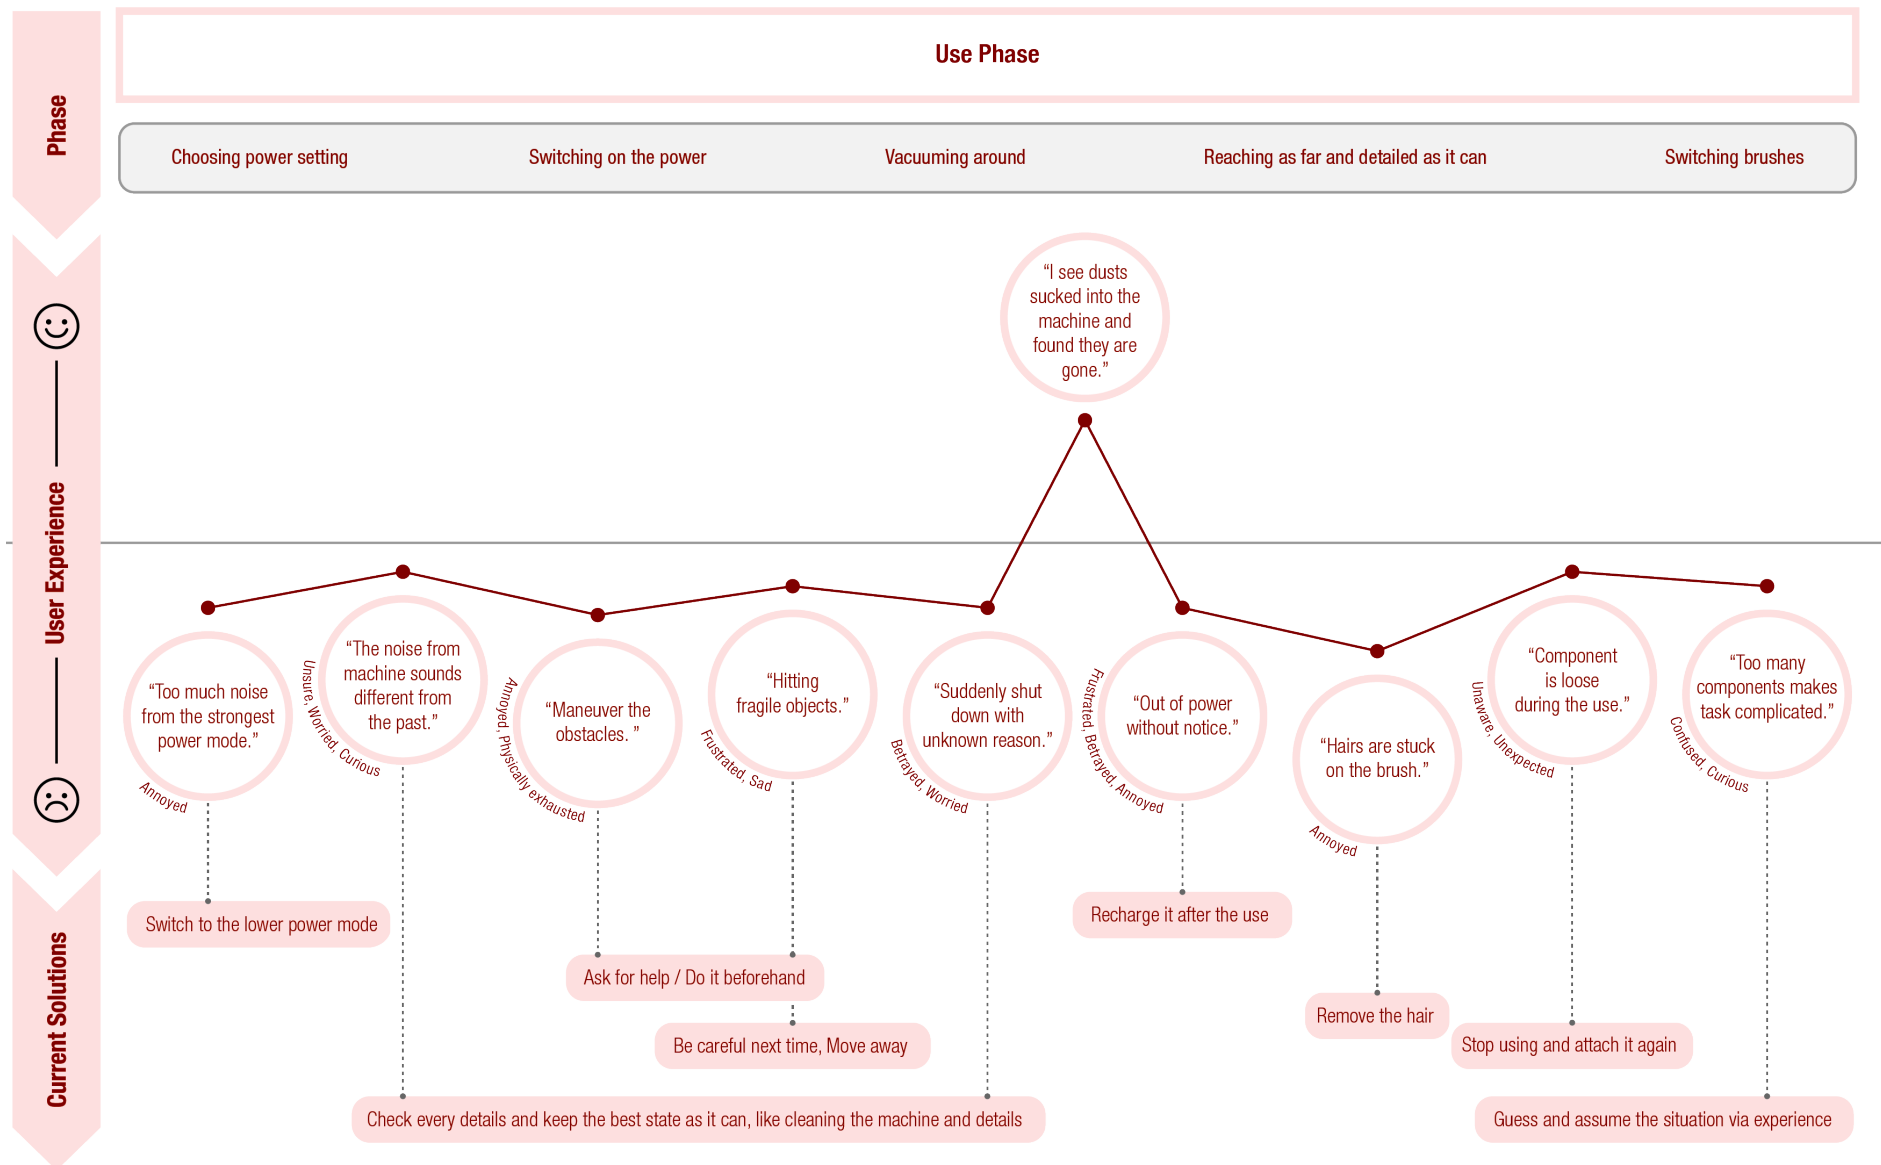 Phase
Use Phase
Choosing power setting
Switching on the power
Vacuuming around
Reaching as far and detailed as it can
Switching brushes
User Experience
“I see dusts
sucked into the
machine and
found they are
gone.”
“Too much noise
from the strongest
power mode.”
Annoyed
“The noise from
machine sounds
different from
the past.”
Unsure, Worried, Curious
“Maneuver the
obstacles. ”
Annoyed, Physically exhausted
“Hitting
fragile objects.”
Frustrated, Sad
“Suddenly shut
down with
unknown reason.”
Betrayed, Worried
“Out of power
without notice.”
Frustrated, Betrayed, Annoyed
“Hairs are stuck
on the brush.”
Annoyed
“Component
is loose
during the use.”
Unaware, Unexpected
“Too many
components makes
task complicated.”
Confused, Curious
Current Solutions
Switch to the lower power mode
Recharge it after the use
Ask for help / Do it beforehand
Remove the hair
Be careful next time, Move away
Stop using and attach it again
Check every details and keep the best state as it can, like cleaning the machine and details
Guess and assume the situation via experience